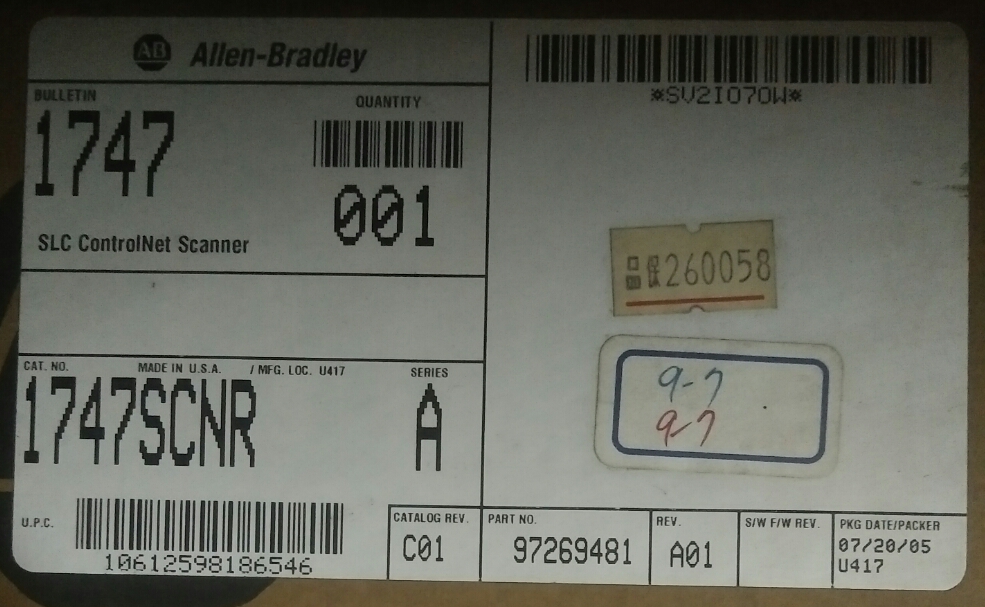 AB Allen-Bradley
BULLETIN
1747
QUANTITY
001
SLC ControlNet Scanner
CAT. NO. MADE IN U.S.A. / MFG. LOC. U417 SERIES
1747SCNR A
U.P.C.
10612598186546
*SV2IO7OW*
260058
9-7
9-7
CATALOG REV.
C01
PART NO.
97269481
REV.
A01
S/W F/W REV.
PKG DATE/PACKER
07/20/05
U417